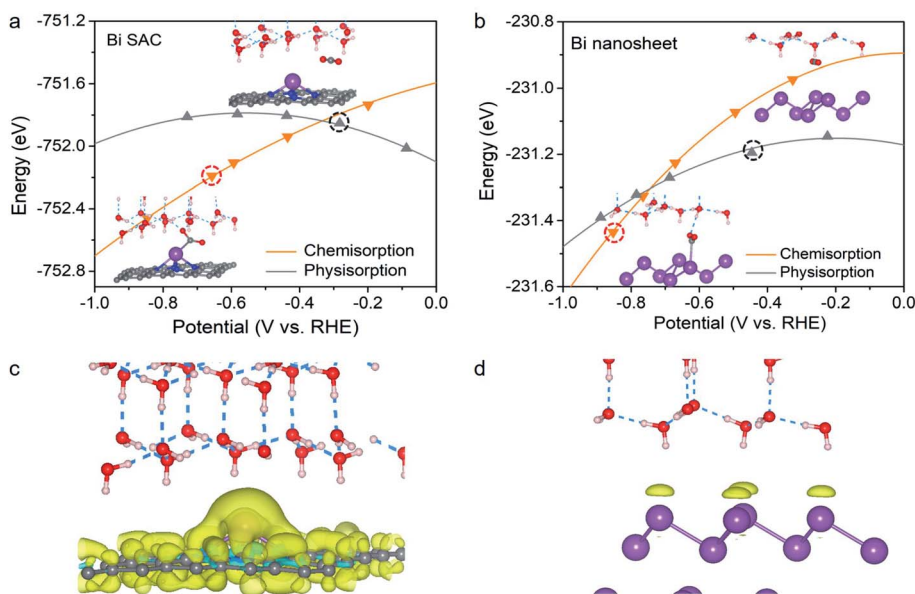 a
Bi SAC
-751.2
-751.6
-752.0
-752.4
-752.8
Energy (eV)
Chemisorption
Physisorption
-1.0 -0.8 -0.6 -0.4 -0.2 0.0
Potential (V vs. RHE)
b
Bi nanosheet
-230.8
-231.0
-231.2
-231.4
-231.6
Energy (eV)
Chemisorption
Physisorption
-1.0 -0.8 -0.6 -0.4 -0.2 0.0
Potential (V vs. RHE)
c
d